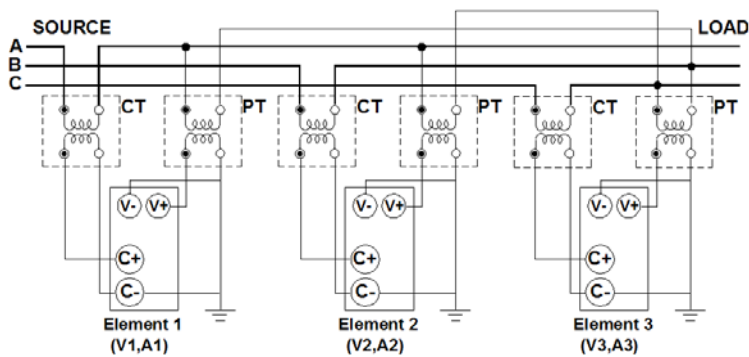 SOURCE LOAD
A
B
C
CT PT CT PT CT PT
V- V+ V- V+ V- V+
C+ C+ C+
C- C- C-
Element 1 Element 2 Element 3
(V1,A1) (V2,A2) (V3,A3)